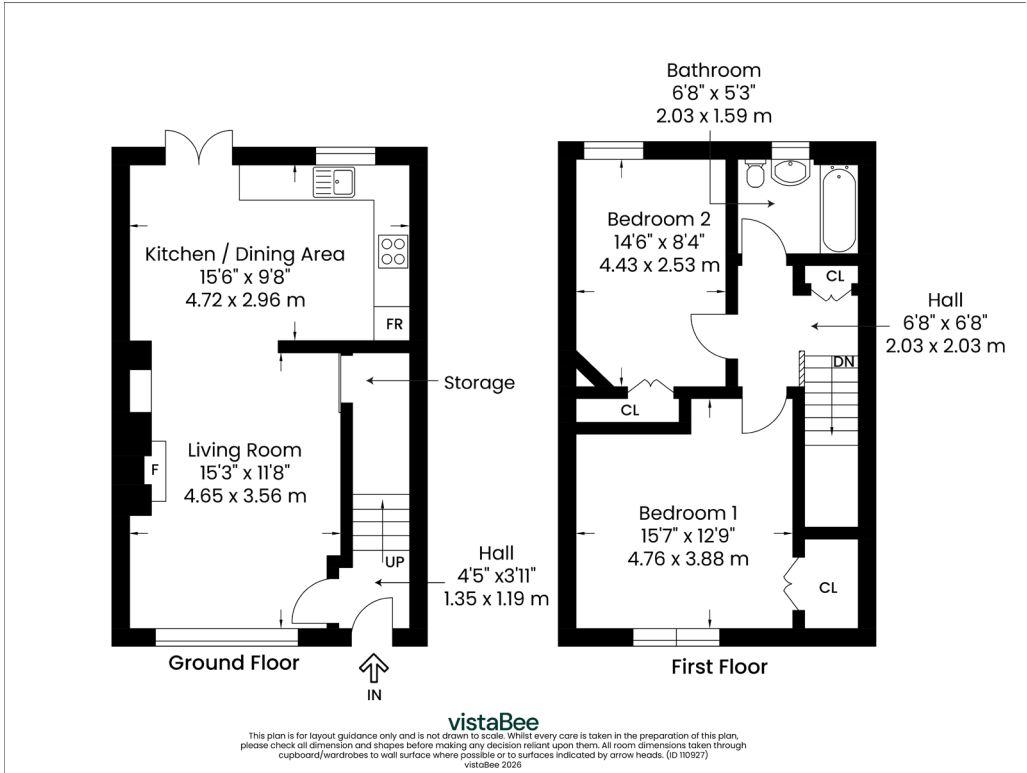 Bathroom
6'8" x 5'3"
2.03 x 1.59 m
Kitchen / Dining Area
15'6" x 9'8"
4.72 x 2.96 m
FR
Storage
Living Room
15'3" x 11'8"
4.65 x 3.56 m
F
UP
Hall
4'5" x3'11"
1.35 x 1.19 m
Ground Floor
IN
Bedroom 2
14'6" x 8'4"
4.43 x 2.53 m
CL
Hall
6'8" x 6'8"
2.03 x 2.03 m
DN
CL
Bedroom 1
15'7" x 12'9"
4.76 x 3.88 m
CL
First Floor
vistaBee
This plan is for layout guidance only and is not drawn to scale. Whilst every care is taken in the preparation of this plan,
please check all dimension and shapes before making any decision reliant upon them. All room dimensions taken through
cupboard/wardrobes to wall surface where possible or to surfaces indicated by arrow heads. (ID 110927)
vistaBee 2026